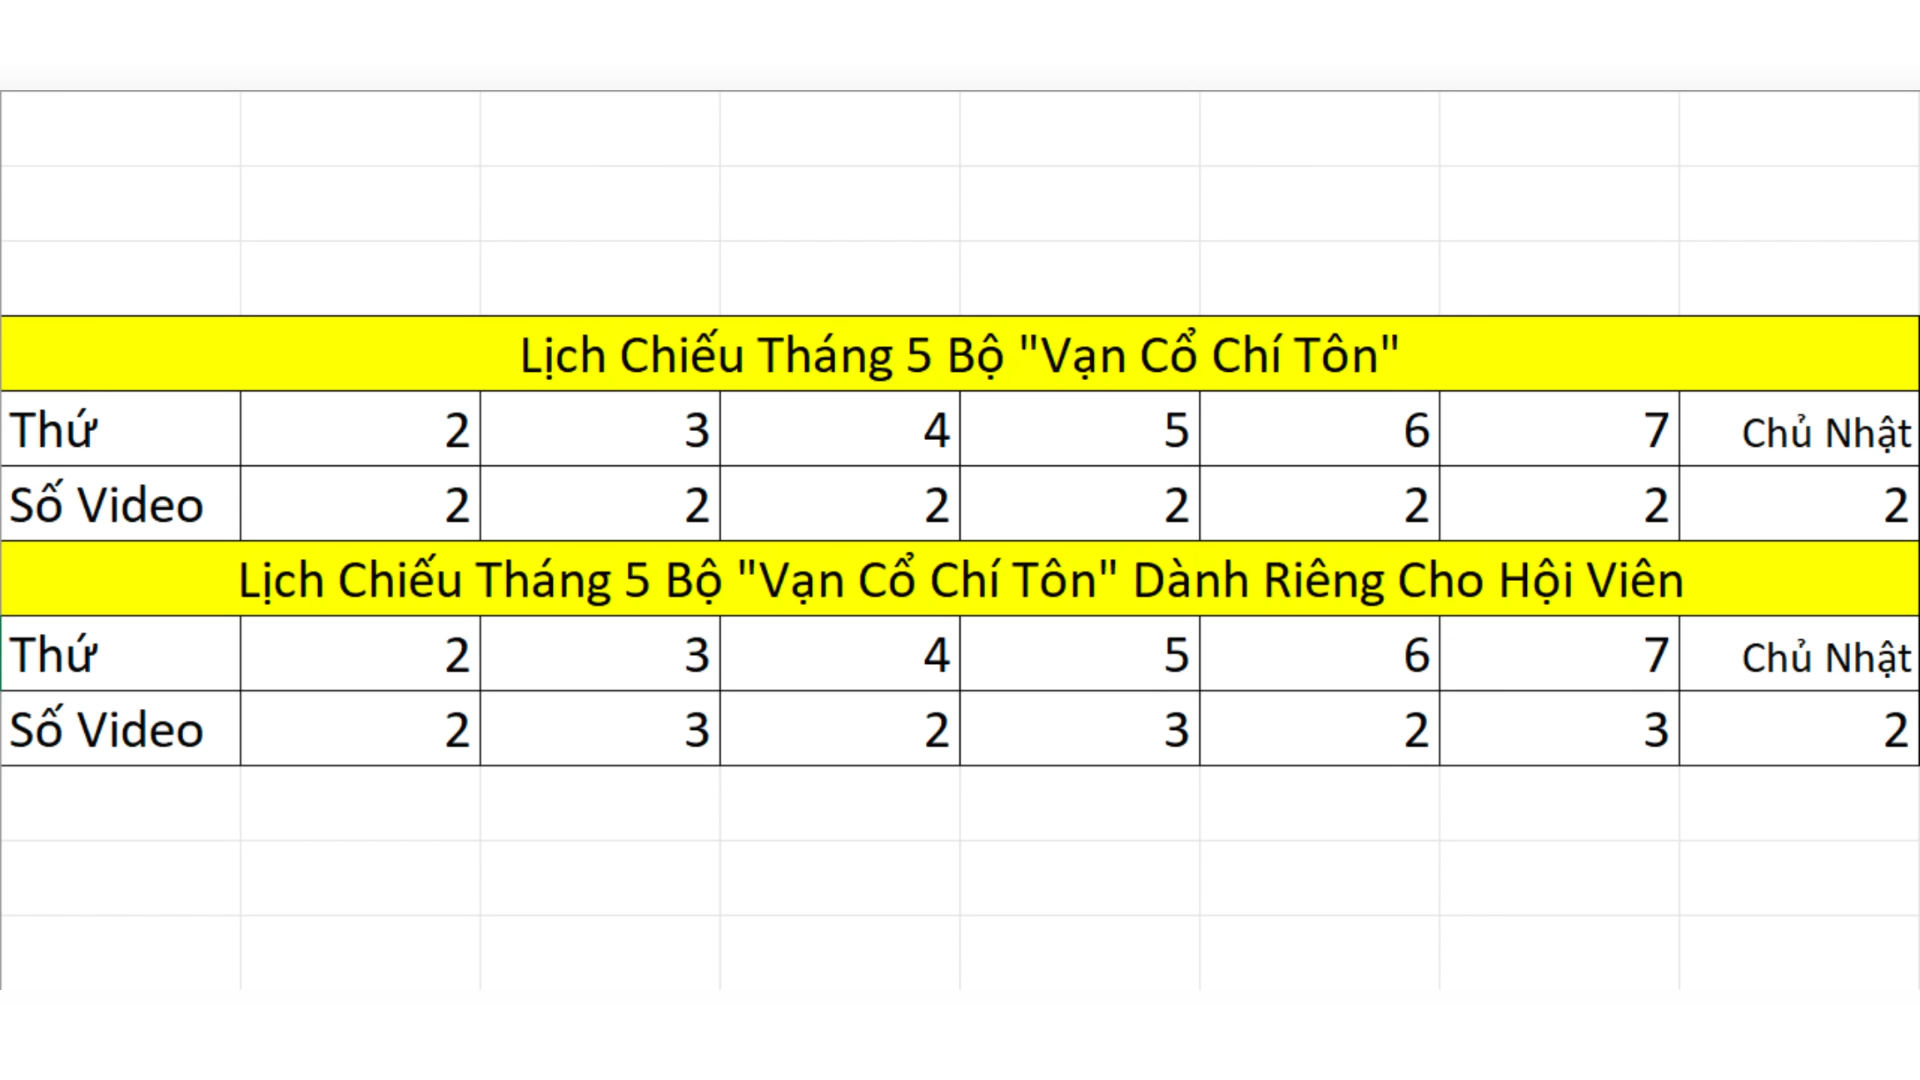 Lịch Chiếu Tháng 5 Bộ "Vạn Cổ Chí Tôn"
Thứ 2 3 4 5 6 7 Chủ Nhật
Số Video 2 2 2 2 2 2 2
Lịch Chiếu Tháng 5 Bộ "Vạn Cổ Chí Tôn" Dành Riêng Cho Hội Viên
Thứ 2 3 4 5 6 7 Chủ Nhật
Số Video 2 3 2 3 2 3 2